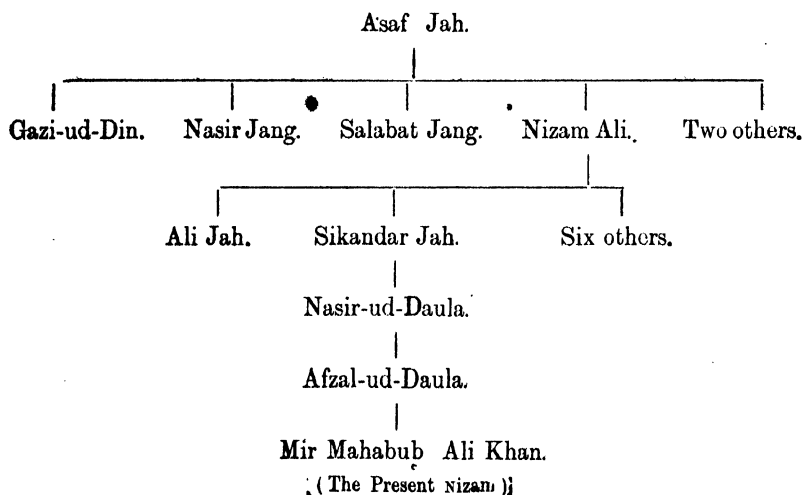 Asaf Jah.
Gazi-ud-Din. Nasir Jang. Salabat Jang. Nizam Ali. Two others.
Ali Jah. Sikandar Jah. Six others.
Nasir-ud-Daula.
Afzal-ud-Daula.
Mir Mahabub Ali Khan.
(The Present Nizam)